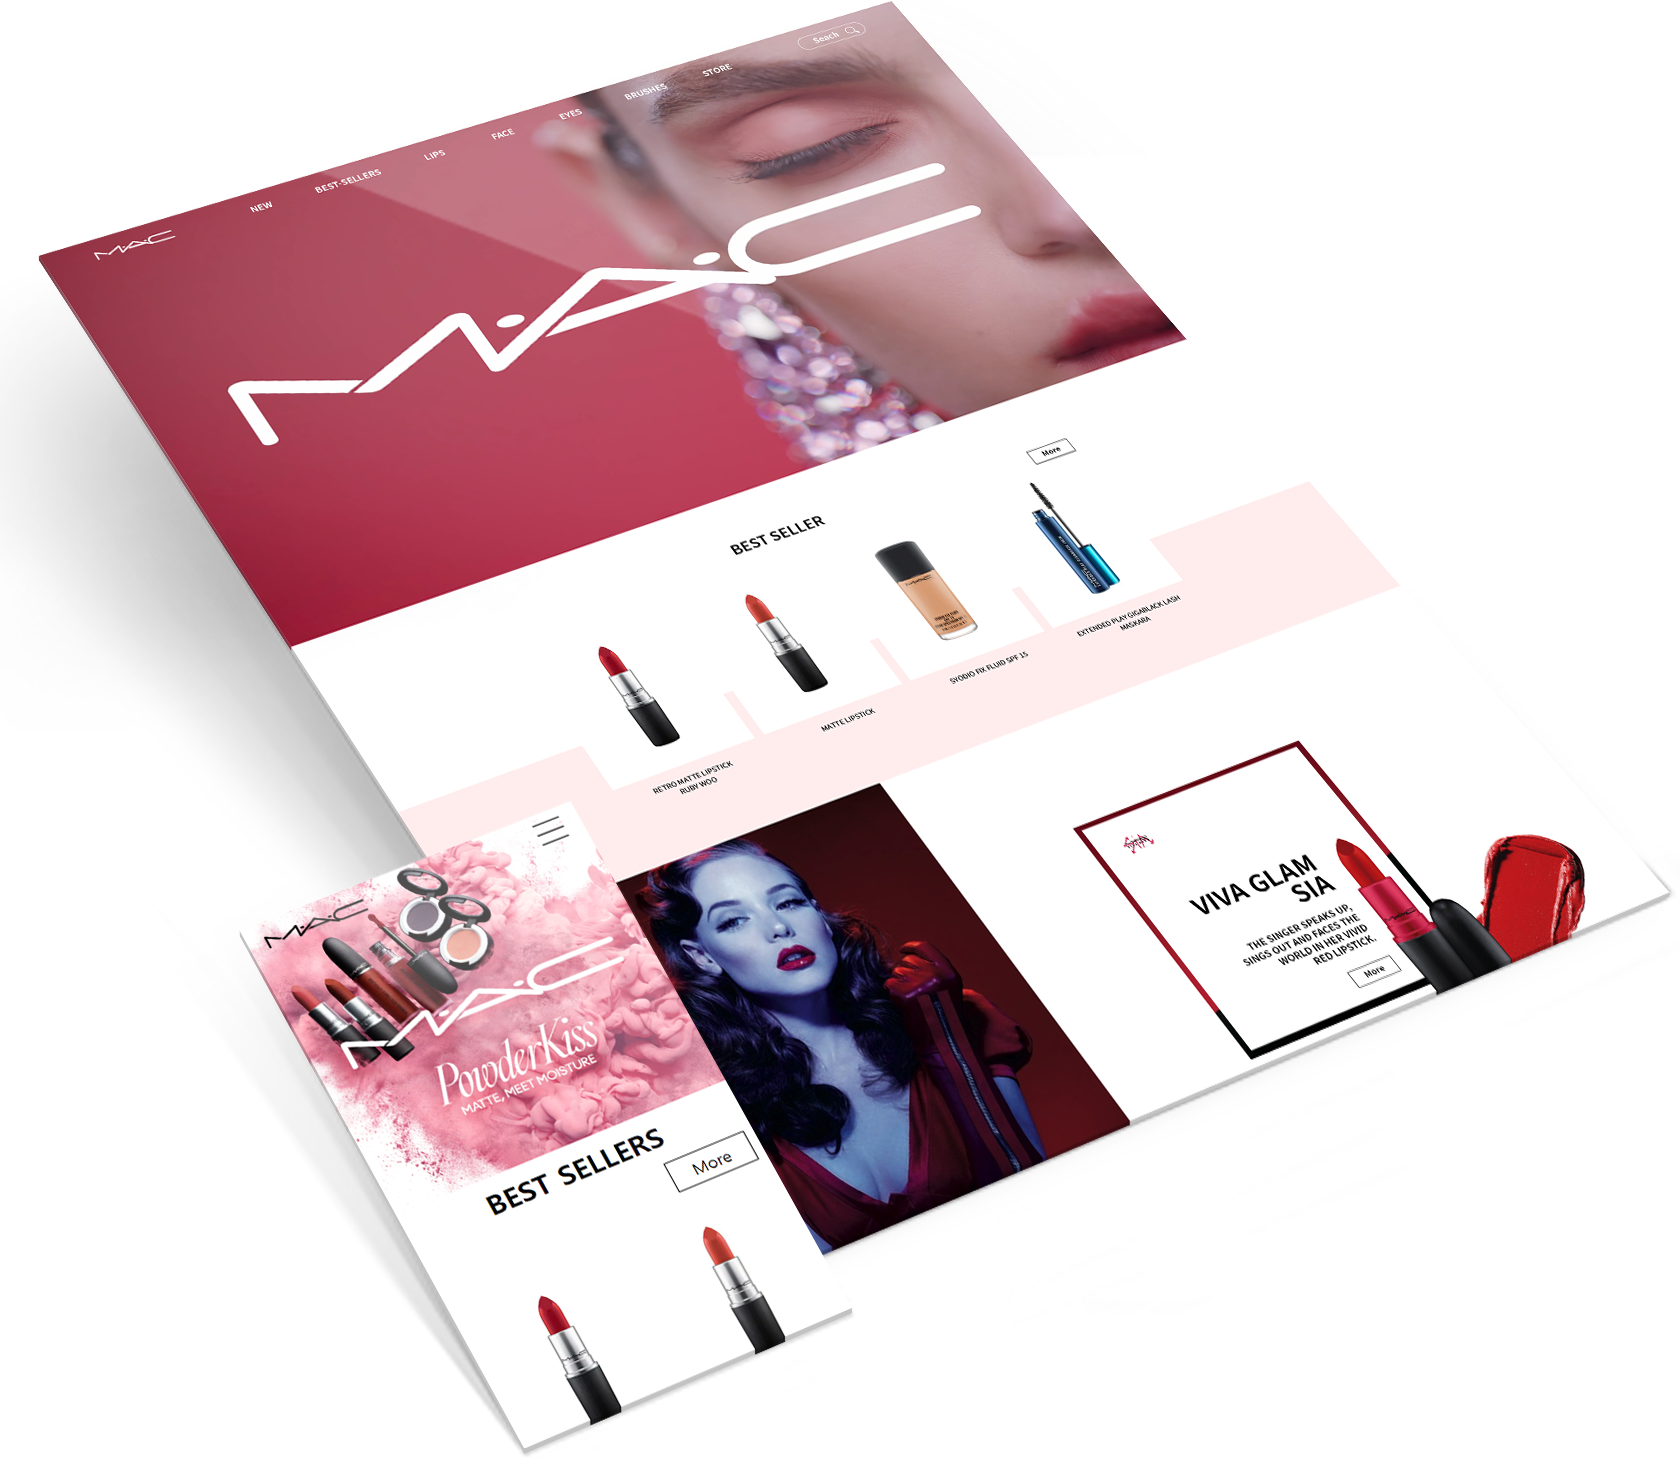 Seach
M·A·C
NEW
BEST-SELLERS
LIPS
FACE
EYES
BRUSHES
STORE
M·A·C
More
BEST SELLER
RETRO MATTE LIPSTICK
RUBY WOO
MATTE LIPSTICK
SYODIO FIX FLUID SPF 15
EXTENDED PLAY GIGABLACK LASH
MASKARA
VIVA GLAM
SIA
THE SINGER SPEAKS UP,
SINGS OUT AND FACES THE
WORLD IN HER VIVID
RED LIPSTICK.
More
M·A·C
M·A·C
PowderKiss
MATTE, MEET MOISTURE
BEST SELLERS
More